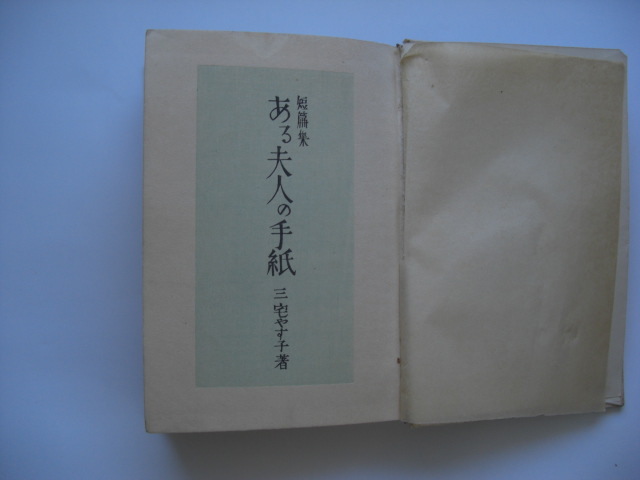 短篇集
ある夫人の手紙
三宅やす子著